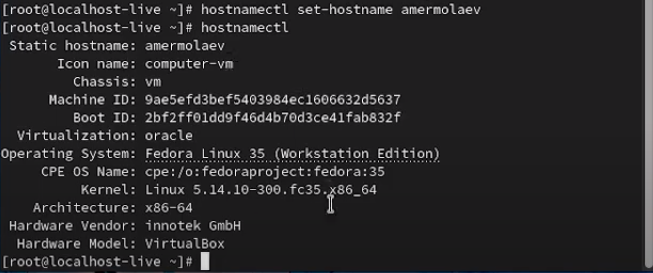 [root@localhost-live ~]# hostnamectl set-hostname amermolaev
[root@localhost-live ~]# hostnamectl
Static hostname: amermolaev
Icon name: computer-vm
Chassis: vm
Machine ID: 9ae5efd3bef5403984ec1606632d5637
Boot ID: 2bf2ff01dd9f46d4b70d3ce41fab832f
Virtualization: oracle
Operating System: Fedora Linux 35 (Workstation Edition)
CPE OS Name: cpe:/o:fedoraproject:fedora:35
Kernel: Linux 5.14.10-300.fc35.x86_64
Architecture: x86-64
Hardware Vendor: innotek GmbH
Hardware Model: VirtualBox
[root@localhost-live ~]#